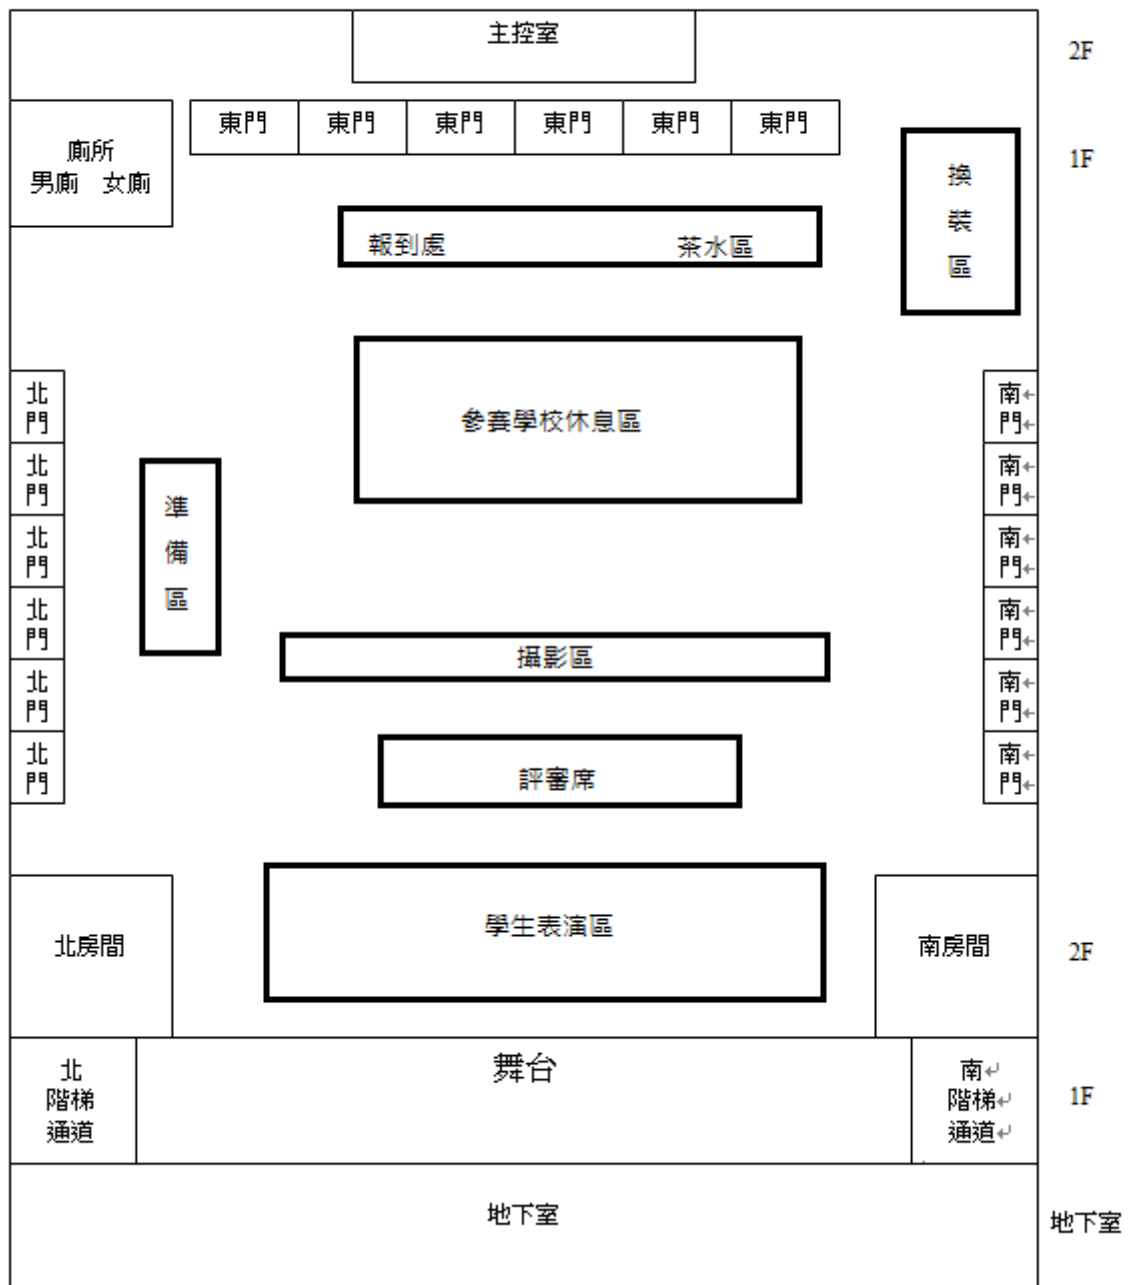 主控室
2F
東門 東門 東門 東門 東門 東門
1F
廁所
男廁 女廁
換
裝
區
報到處 茶水區
參賽學校休息區
北
門
北
門
北
門
北
門
北
門
北
門
準
備
區
南↵
門↵
南↵
門↵
南↵
門↵
南↵
門↵
南↵
門↵
南↵
門↵
攝影區
評審席
學生表演區
北房間
南房間
2F
舞台
北
階梯
通道
南↵
階梯↵
通道↵
1F
地下室
地下室